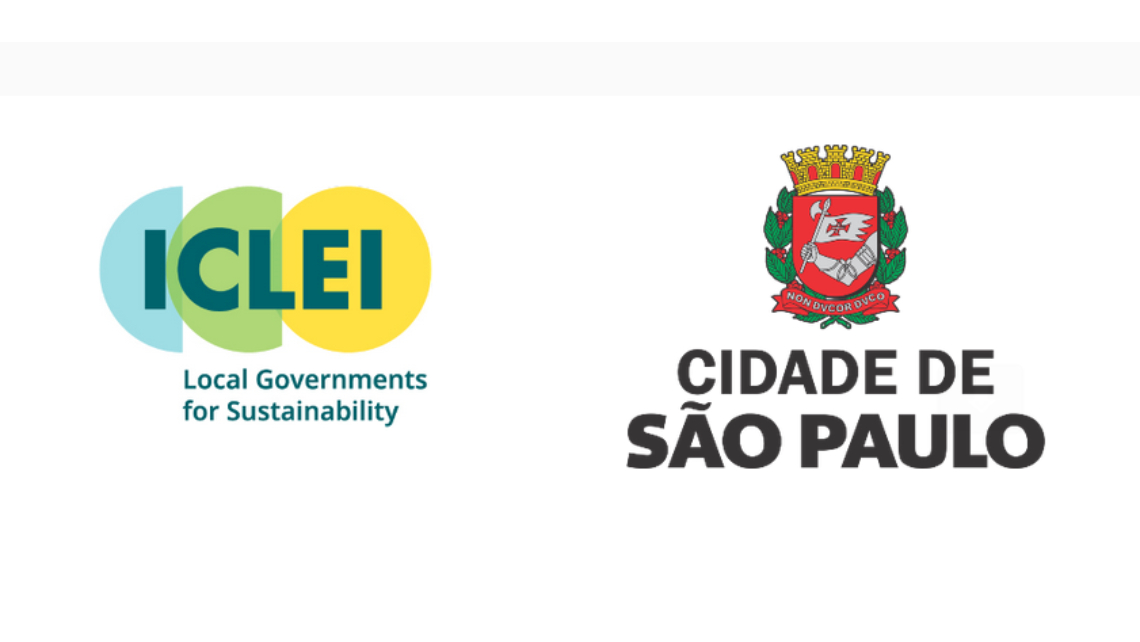 ICLEI
Local Governments
for Sustainability
NON DVCOR DVCO
CIDADE DE
SÃO PAULO